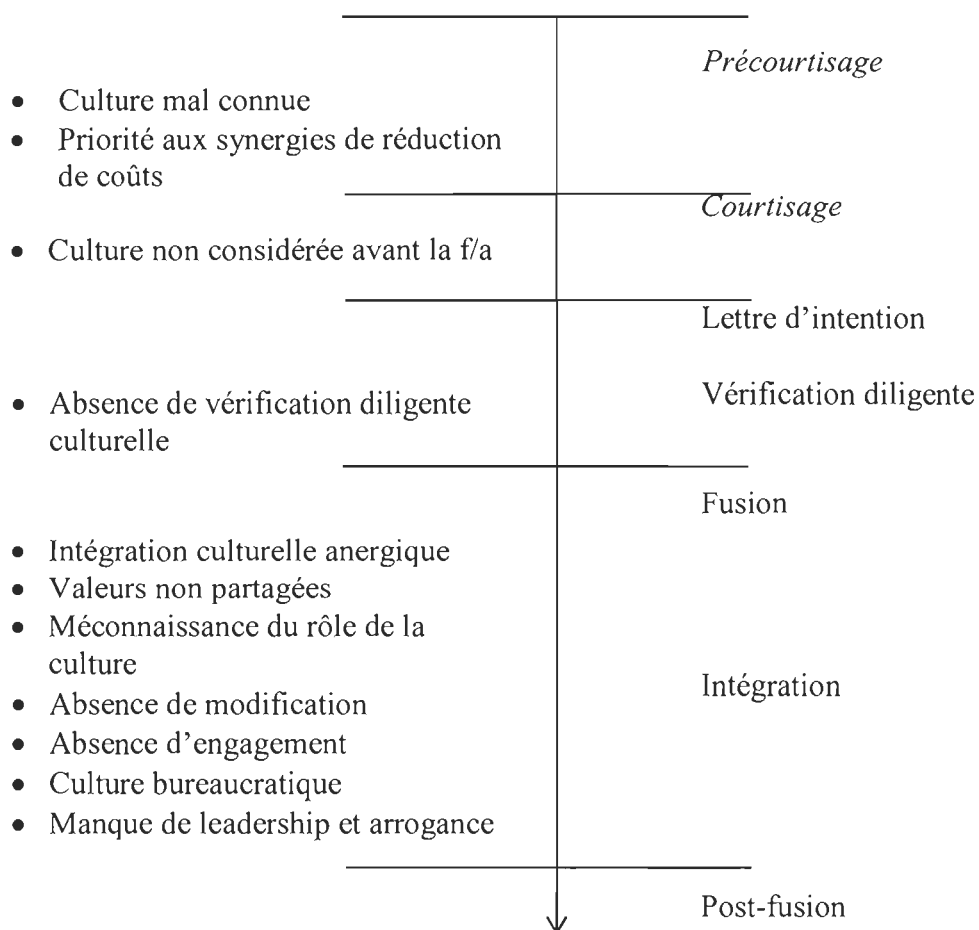 Précourtisage
• Culture mal connue
• Priorité aux synergies de réduction
de coûts
Courtisage
• Culture non considérée avant la f/a
Lettre d’intention
Vérification diligente
• Absence de vérification diligente
culturelle
Fusion
• Intégration culturelle anergique
• Valeurs non partagées
• Méconnaissance du rôle de la
culture
• Absence de modification
Intégration
• Absence d’engagement
• Culture bureaucratique
• Manque de leadership et arrogance
Post-fusion